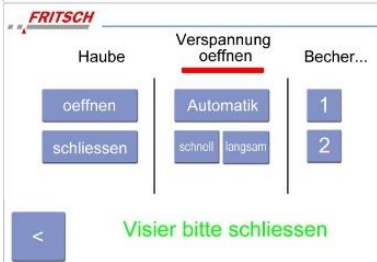 FRITSCH
Haube
Verspannung
oeffnen
Becher...
oeffnen
Automatik
1
schliessen
schnell
langsam
2
<
Visier bitte schliessen